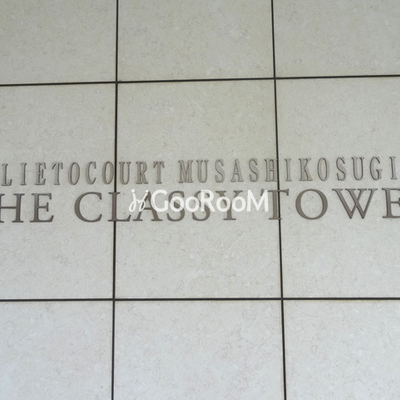 LIETOCOURT MUSASHIKOSUGI
HE CLASSY TOWE
GooRooM